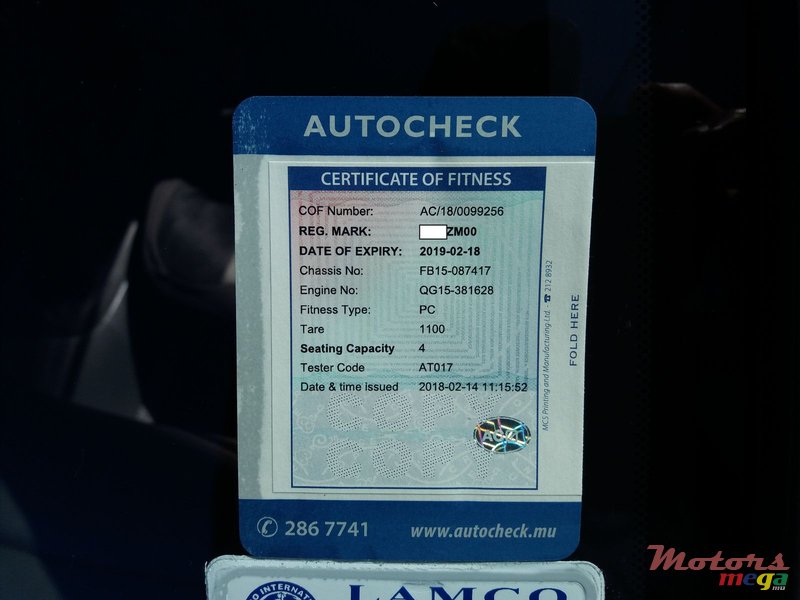 AUTOCHECK
CERTIFICATE OF FITNESS
COF Number: AC/18/0099256
REG. MARK: ZM00
DATE OF EXPIRY: 2019-02-18
Chassis No: FB15-087417
Engine No: QG15-381628
Fitness Type: PC
Tare 1100
Seating Capacity 4
Tester Code AT017
Date & time issued 2018-02-14 11:15:52
MCS Printing and Manufacturing Ltd. - ☎ 212 8932
FOLD HERE
✆ 286 7741 www.autocheck.mu
LAMCO
Motors
mega.mu